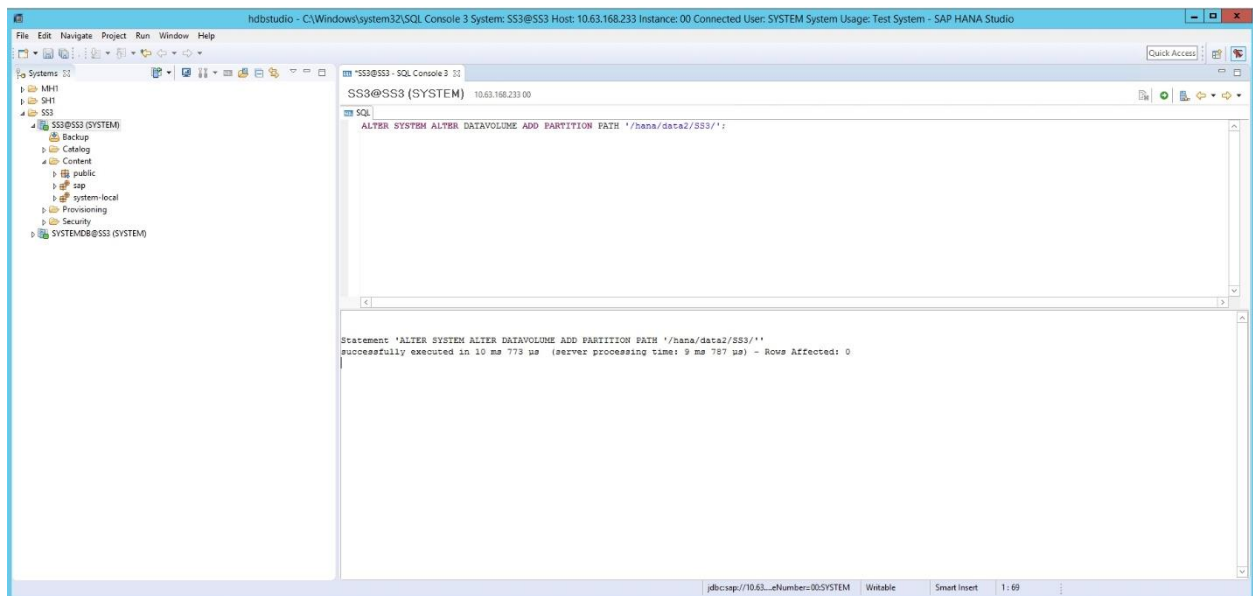 hdbstudio - C:\Windows\system32\SQL Console 3 System: SS3@SS3 Host: 10.63.168.233 Instance: 00 Connected User: SYSTEM System Usage: Test System - SAP HANA Studio
File Edit Navigate Project Run Window Help
Quick Access
Systems
MH1
SH1
SS3
SS3@SS3 (SYSTEM)
Backup
Catalog
Content
public
sap
system-local
Provisioning
Security
SYSTEMDB@SS3 (SYSTEM)
*SS3@SS3 - SQL Console 3
SS3@SS3 (SYSTEM) 10.63.168.233 00
SQL
ALTER SYSTEM ALTER DATAVOLUME ADD PARTITION PATH '/hana/data2/SS3/';
Statement 'ALTER SYSTEM ALTER DATAVOLUME ADD PARTITION PATH '/hana/data2/SS3/''
successfully executed in 10 ms 773 µs (server processing time: 9 ms 787 µs) - Rows Affected: 0
jdbc:sap://10.63....eNumber=00:SYSTEM Writable Smart Insert 1 : 69